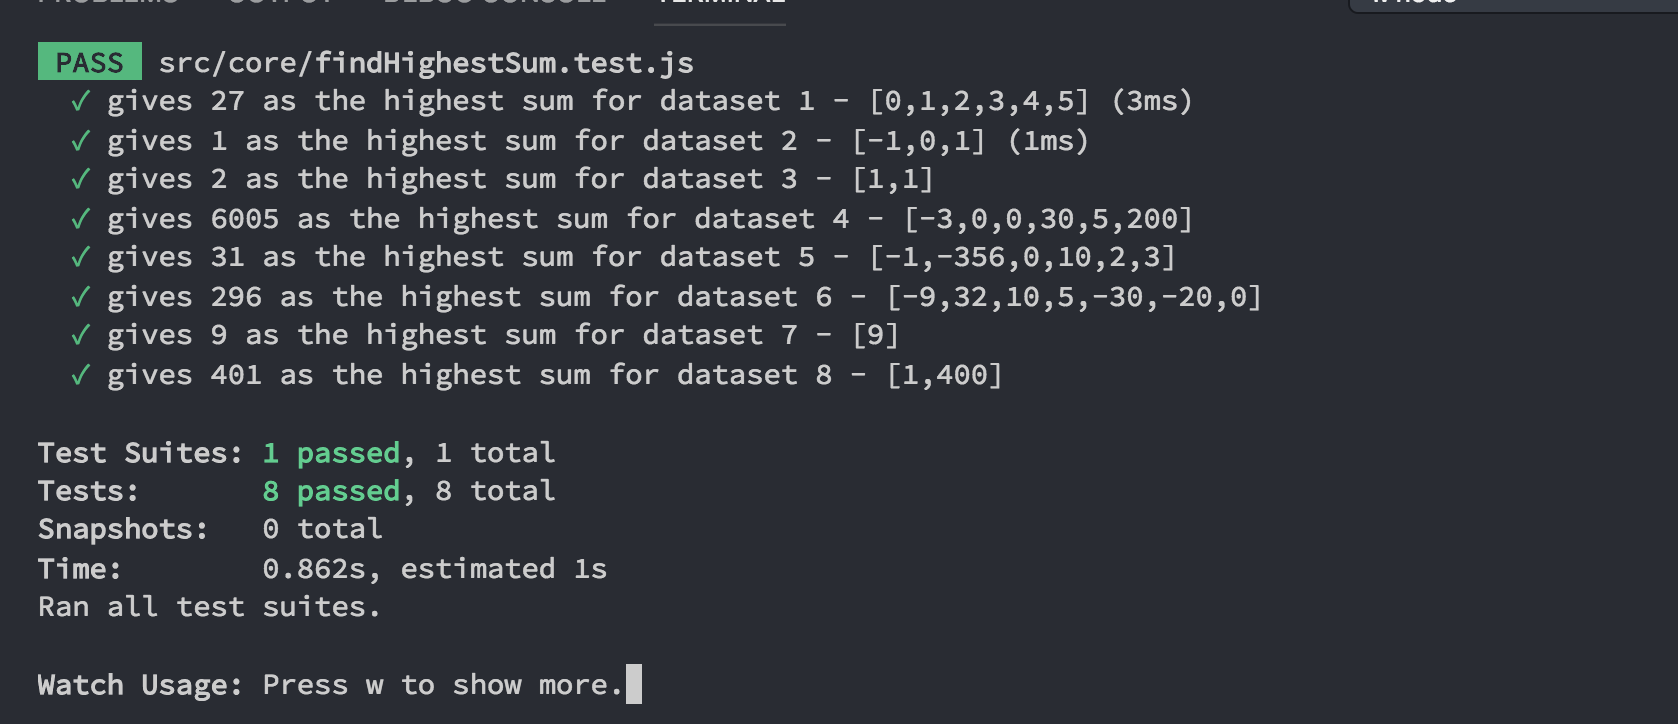 PROBLEMS OUTPUT DEBUG CONSOLE TERMINAL
PASS src/core/findHighestSum.test.js
✓ gives 27 as the highest sum for dataset 1 - [0,1,2,3,4,5] (3ms)
✓ gives 1 as the highest sum for dataset 2 - [-1,0,1] (1ms)
✓ gives 2 as the highest sum for dataset 3 - [1,1]
✓ gives 6005 as the highest sum for dataset 4 - [-3,0,0,30,5,200]
✓ gives 31 as the highest sum for dataset 5 - [-1,-356,0,10,2,3]
✓ gives 296 as the highest sum for dataset 6 - [-9,32,10,5,-30,-20,0]
✓ gives 9 as the highest sum for dataset 7 - [9]
✓ gives 401 as the highest sum for dataset 8 - [1,400]
Test Suites: 1 passed, 1 total
Tests: 8 passed, 8 total
Snapshots: 0 total
Time: 0.862s, estimated 1s
Ran all test suites.
Watch Usage: Press w to show more.